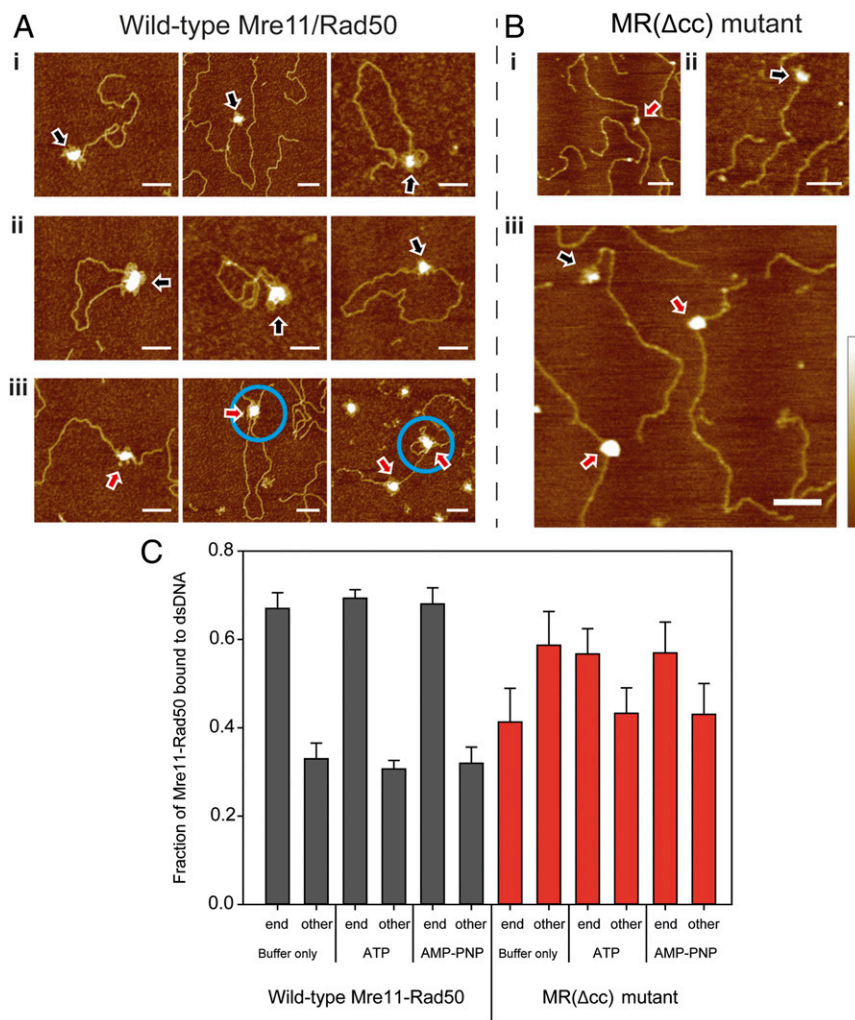 A Wild-type Mre11/Rad50
i
ii
iii
B MR(Δcc) mutant
i
ii
iii
C
Fraction of Mre11-Rad50 bound to dsDNA
0.8
0.6
0.4
0.2
0.0
end other end other end other end other end other end other
Buffer only ATP AMP-PNP Buffer only ATP AMP-PNP
Wild-type Mre11-Rad50 MR(Δcc) mutant